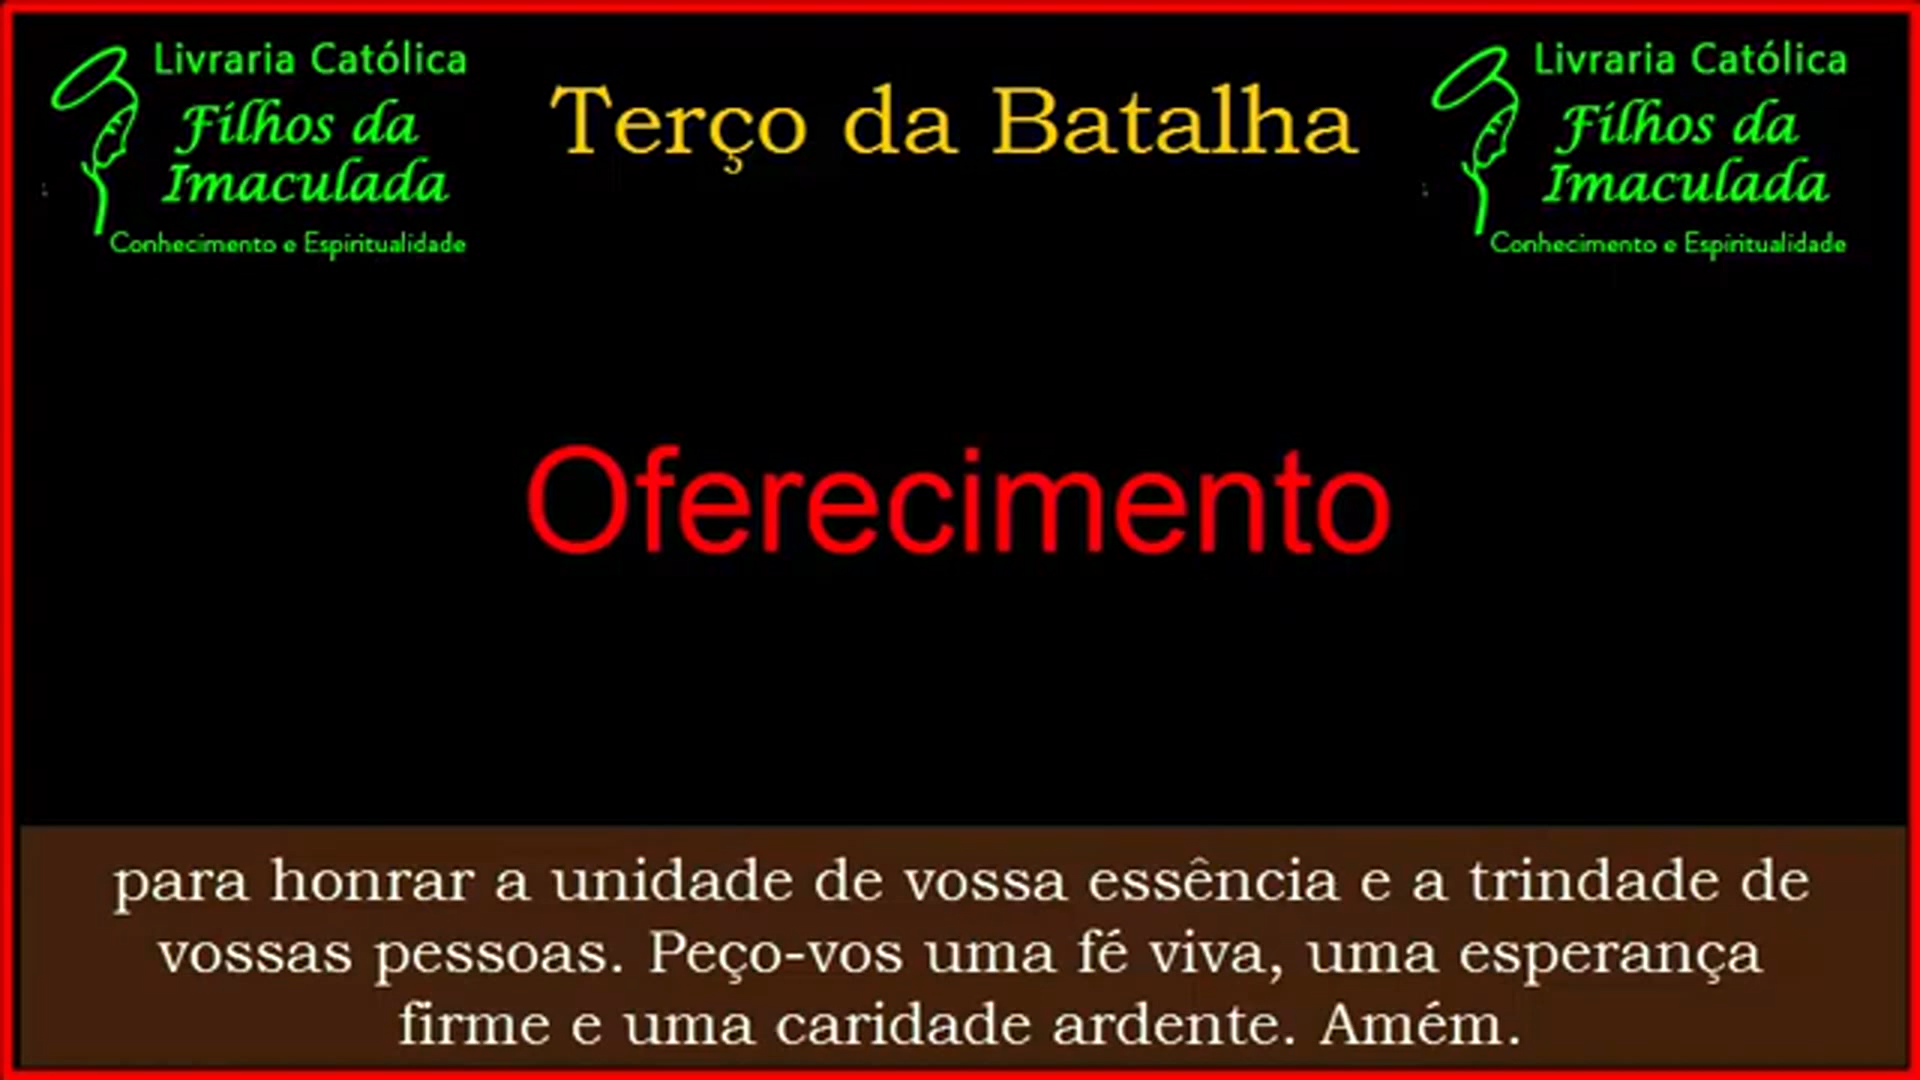 Livraria Católica
Filhos da
Imaculada
Conhecimento e Espiritualidade
Terço da Batalha
Livraria Católica
Filhos da
Imaculada
Conhecimento e Espiritualidade
Oferecimento
para honrar a unidade de vossa essência e a trindade de
vossas pessoas. Peço-vos uma fé viva, uma esperança
firme e uma caridade ardente. Amém.